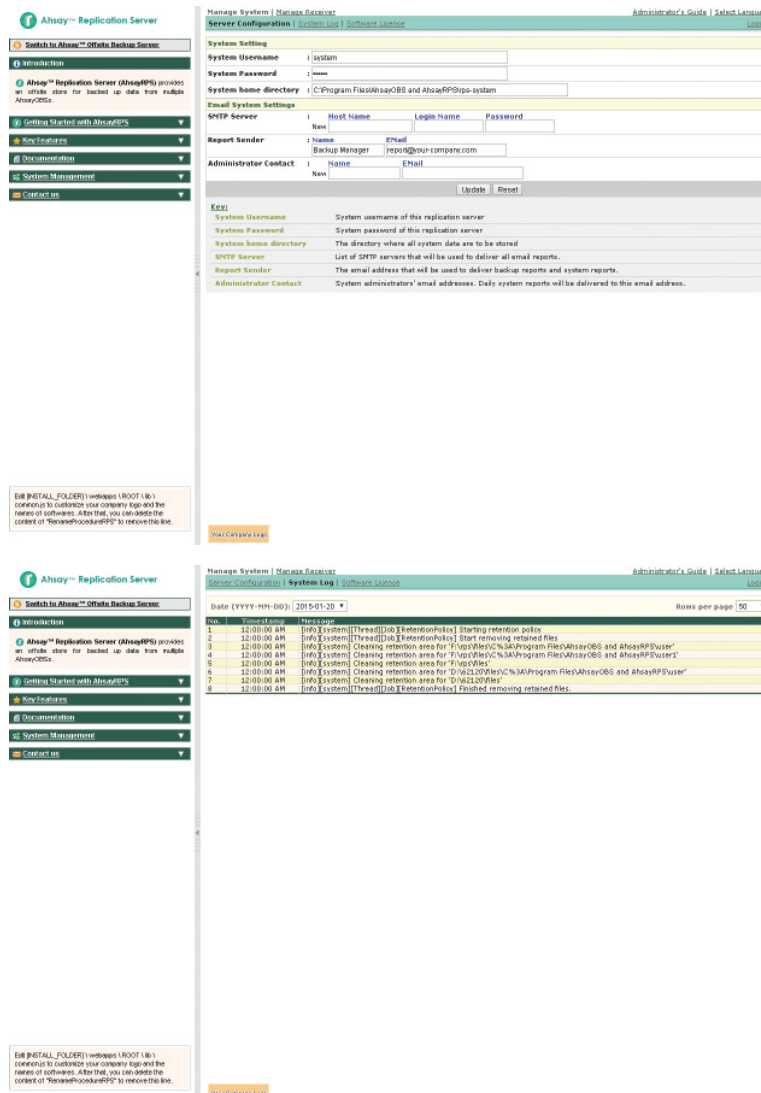 Ahsay™ Replication Server
Switch to Ahsay™ Offsite Backup Server
Introduction
Ahsay™ Replication Server (AhsayRPS) provides
an offsite store for backed up data from multiple
AhsayOBSs.
Getting Started with AhsayRPS
Key Features
Documentation
System Management
Contact us
Edit [INSTALL_FOLDER] \ webapps \ ROOT \ lib \
common.js to customize your company logo and the
names of softwares. After that, you can delete the
content of "RenameProcedureRPS" to remove this line.
Manage System | Manage Receiver
Administrator's Guide | Select Langua
Server Configuration | System Log | Software License
Logo
System Setting
System Username : system
System Password : ••••••
System home directory : C:\Program Files\AhsayOBS and AhsayRPS\rps-system
Email System Settings
SMTP Server : Host Name Login Name Password
New
Report Sender : Name EMail
Backup Manager report@your-company.com
Administrator Contact : Name EMail
New
Update Reset
Key:
System Username System username of this replication server
System Password System password of this replication server
System home directory The directory where all system data are to be stored
SMTP Server List of SMTP servers that will be used to deliver all email reports.
Report Sender The email address that will be used to deliver backup reports and system reports.
Administrator Contact System administrators' email addresses. Daily system reports will be delivered to this email address.
Your Company Logo
Ahsay™ Replication Server
Switch to Ahsay™ Offsite Backup Server
Introduction
Ahsay™ Replication Server (AhsayRPS) provides
an offsite store for backed up data from multiple
AhsayOBSs.
Getting Started with AhsayRPS
Key Features
Documentation
System Management
Contact us
Edit [INSTALL_FOLDER] \ webapps \ ROOT \ lib \
common.js to customize your company logo and the
names of softwares. After that, you can delete the
content of "RenameProcedureRPS" to remove this line.
Manage System | Manage Receiver
Administrator's Guide | Select Langua
Server Configuration | System Log | Software License
Logo
Date (YYYY-MM-DD): 2015-01-20
Rows per page 50
No. Timestamp Message
1 12:00:00 AM [info][system][Thread][Job][RetentionPolicy] Starting retention policy
2 12:00:00 AM [info][system][Thread][Job][RetentionPolicy] Start removing retained files
3 12:00:00 AM [info][system] Cleaning retention area for 'F:\rps\files\C%3A\Program Files\AhsayOBS and AhsayRPS\user'
4 12:00:00 AM [info][system] Cleaning retention area for 'F:\rps\files\C%3A\Program Files\AhsayOBS and AhsayRPS\user1'
5 12:00:00 AM [info][system] Cleaning retention area for 'F:\rps\files'
6 12:00:00 AM [info][system] Cleaning retention area for 'D:\62120\files\C%3A\Program Files\AhsayOBS and AhsayRPS\user'
7 12:00:00 AM [info][system] Cleaning retention area for 'D:\62120\files'
8 12:00:00 AM [info][system][Thread][Job][RetentionPolicy] Finished removing retained files.